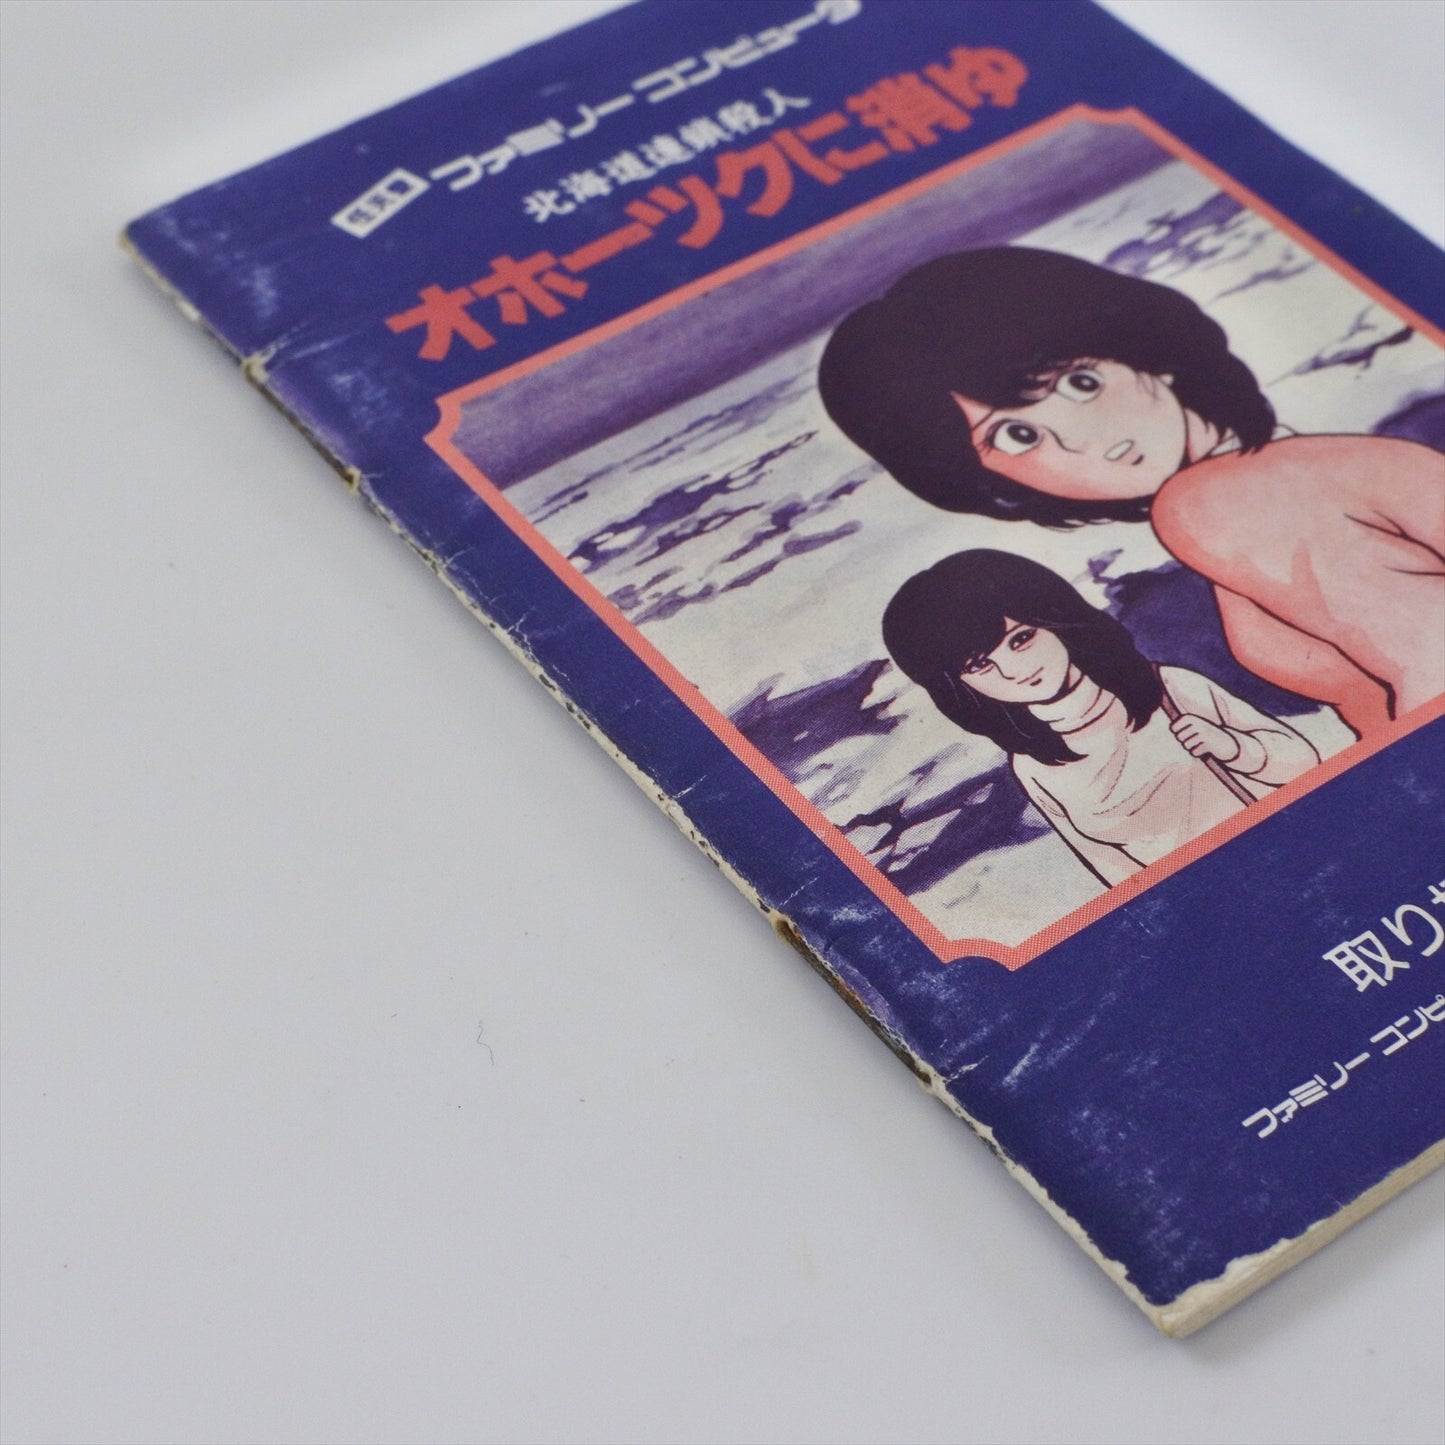 ファミリー コンピュータ
北海道連鎖殺人
オホーツクに消ゆ
取り
ファミリー コンピ